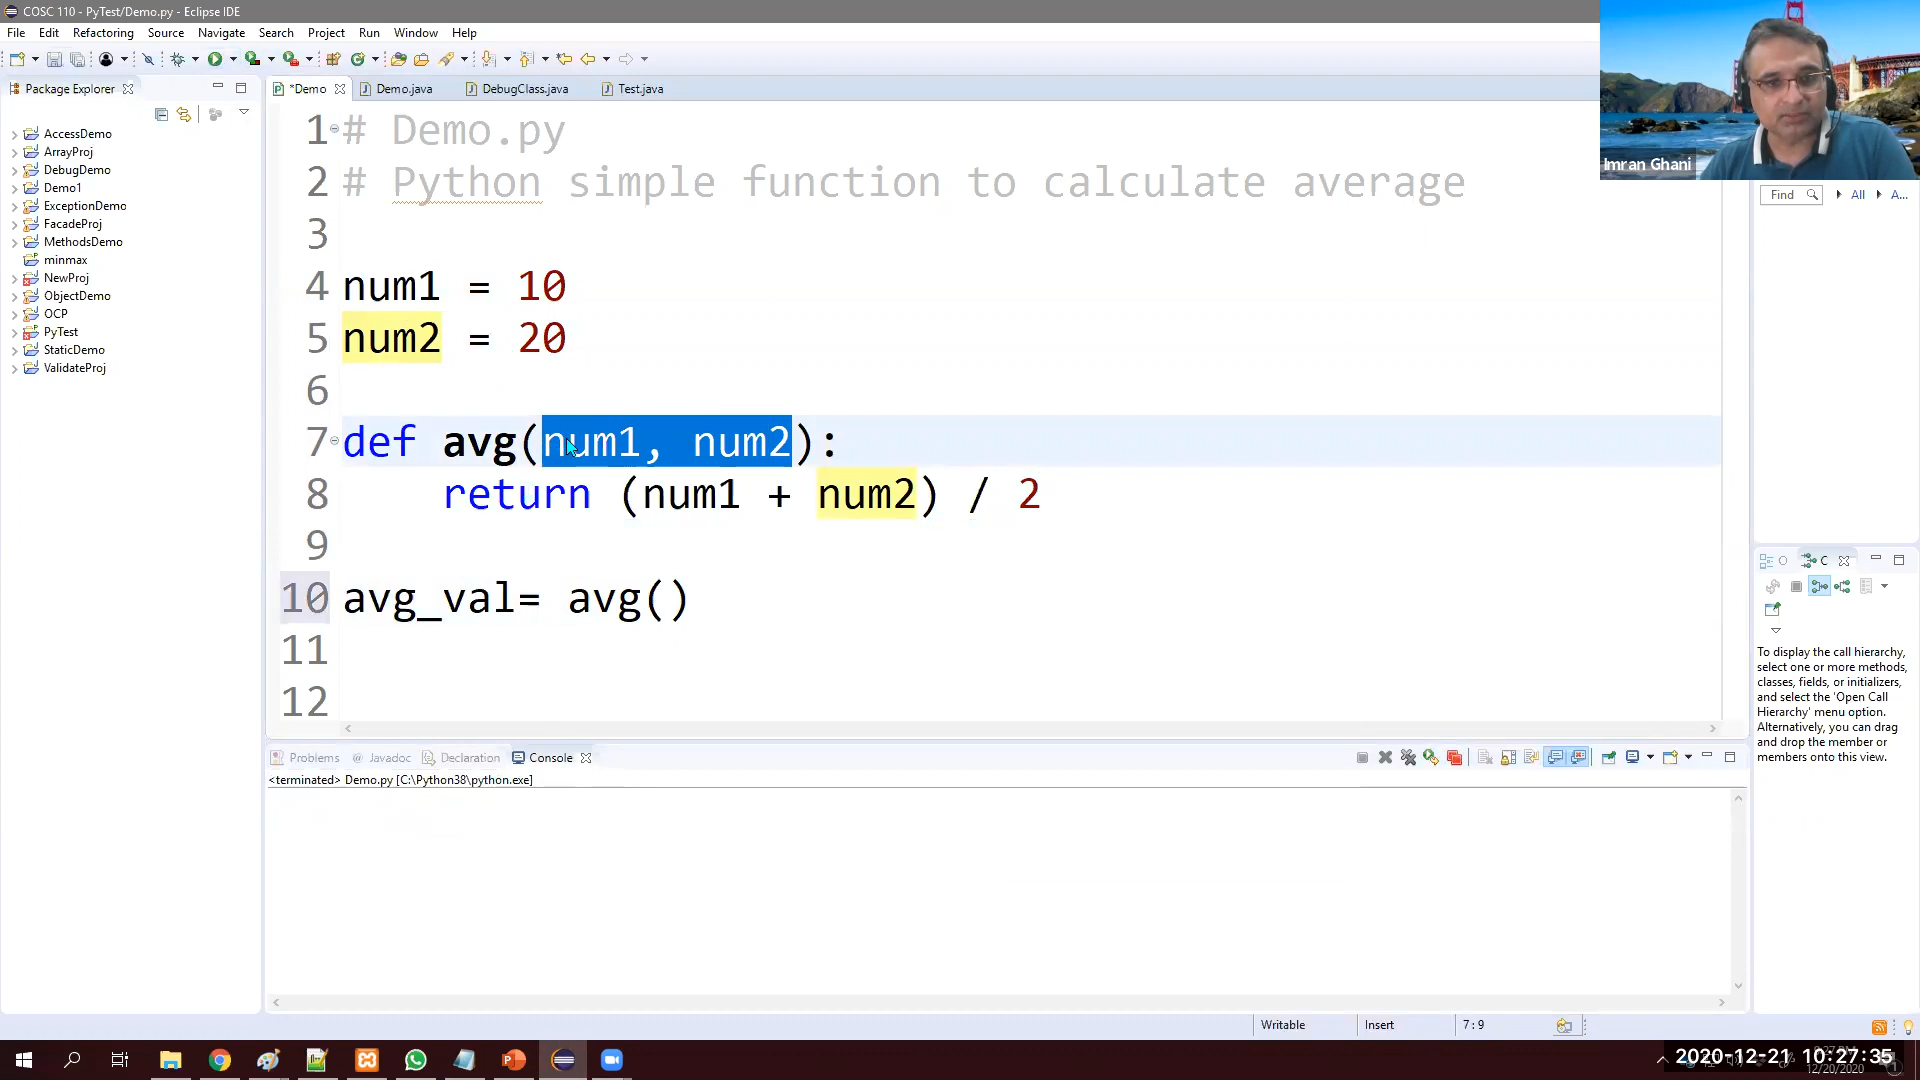 COSC 110 - PyTest/Demo.py - Eclipse IDE
File Edit Refactoring Source Navigate Search Project Run Window Help
Package Explorer
AccessDemo
ArrayProj
DebugDemo
Demo1
ExceptionDemo
FacadeProj
MethodsDemo
minmax
NewProj
ObjectDemo
OCP
PyTest
StaticDemo
ValidateProj
*Demo Demo.java DebugClass.java Test.java
1 # Demo.py
2 # Python simple function to calculate average
3
4 num1 = 10
5 num2 = 20
6
7 def avg(num1, num2):
8 return (num1 + num2) / 2
9
10 avg_val= avg()
11
12
Imran Ghani
Find All A...
C
To display the call hierarchy,
select one or more methods,
classes, fields, or initializers,
and select the 'Open Call
Hierarchy' menu option.
Alternatively, you can drag
and drop the member or
members onto this view.
Problems @ Javadoc Declaration Console
<terminated> Demo.py [C:\Python38\python.exe]
Writable Insert 7 : 9
2020-12-21 10:27:35
12/20/2020